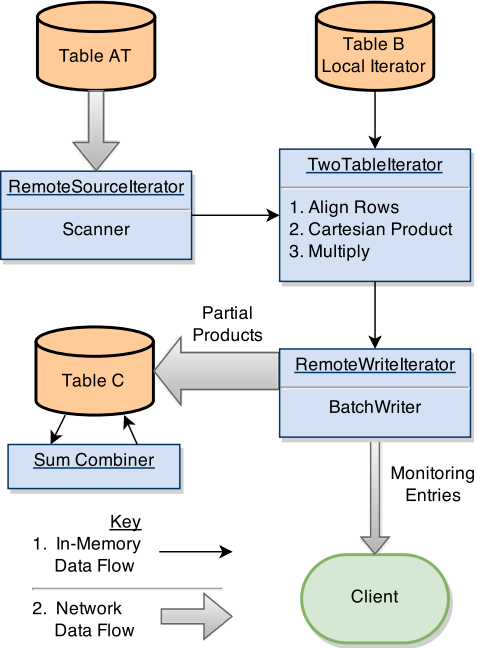 Table AT
Table B
Local Iterator
RemoteSourceIterator
Scanner
TwoTableIterator
1. Align Rows
2. Cartesian Product
3. Multiply
Partial
Products
Table C
RemoteWriteIterator
BatchWriter
Sum Combiner
Monitoring
Entries
Key
1. In-Memory
Data Flow
2. Network
Data Flow
Client